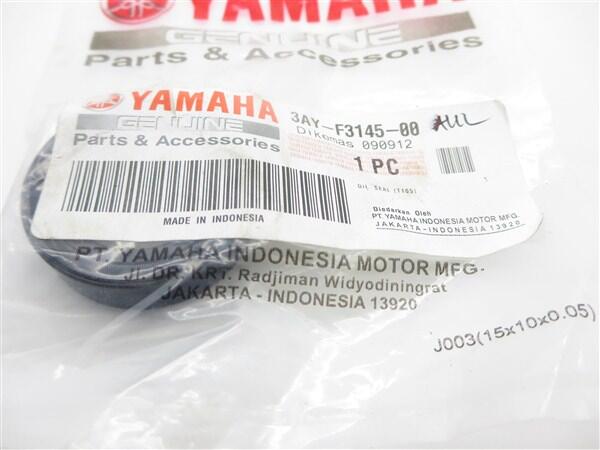 YAMAHA
GENUINE
Parts & Accessories
YAMAHA
GENUINE
Parts & Accessories
3AY-F3145-00
Dikemas 090912
1 PC
OIL SEAL (Y105)
MADE IN INDONESIA
Diedarkan Oleh
PT. YAMAHA INDONESIA MOTOR MFG.
JAKARTA-INDONESIA 13920
PT. YAMAHA INDONESIA MOTOR MFG.
Jl. DR. KRT. Radjiman Widyodiningrat
JAKARTA - INDONESIA 13920
J003(15x10x0.05)